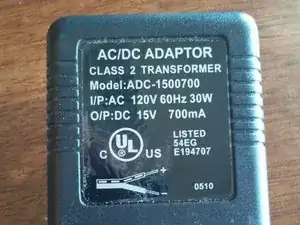 AC/DC ADAPTOR
CLASS 2 TRANSFORMER
Model:ADC-1500700
I/P:AC 120V 60Hz 30W
O/P:DC 15V 700mA
C UL US
LISTED
54EG
E194707
+
-
0510